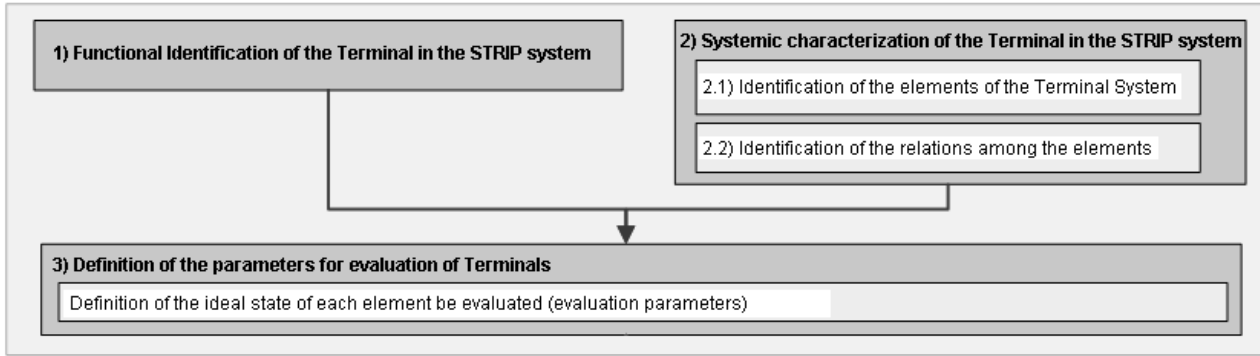 1) Functional Identification of the Terminal in the STRIP system
2) Systemic characterization of the Terminal in the STRIP system
2.1) Identification of the elements of the Terminal System
2.2) Identification of the relations among the elements
3) Definition of the parameters for evaluation of Terminals
Definition of the ideal state of each element be evaluated (evaluation parameters)